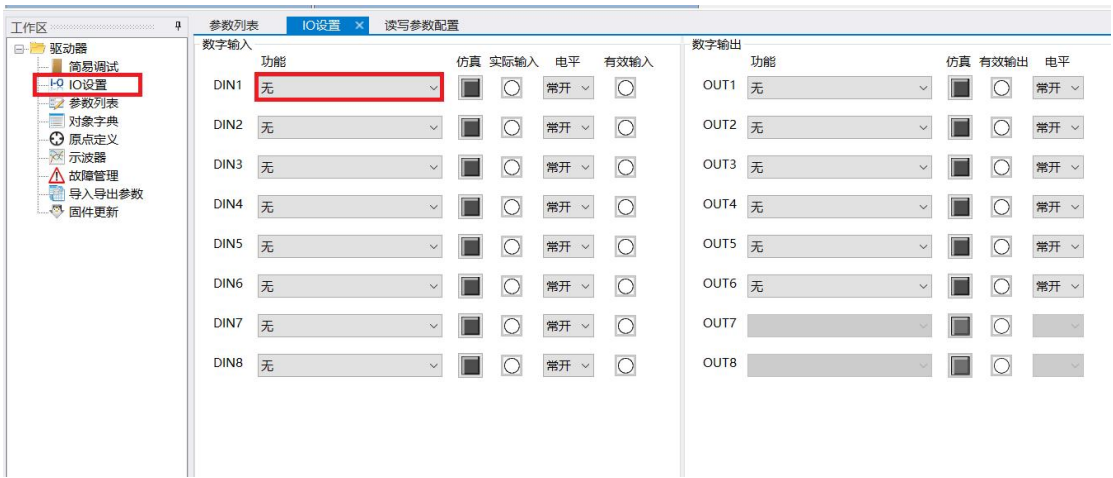 工作区
驱动器
简易调试
I-O IO设置
参数列表
对象字典
原点定义
示波器
故障管理
导入导出参数
固件更新
参数列表 IO设置 × 读写参数配置
数字输入
功能 仿真 实际输入 电平 有效输入
DIN1 无 常开
DIN2 无 常开
DIN3 无 常开
DIN4 无 常开
DIN5 无 常开
DIN6 无 常开
DIN7 无 常开
DIN8 无 常开
数字输出
功能 仿真 有效输出 电平
OUT1 无 常开
OUT2 无 常开
OUT3 无 常开
OUT4 无 常开
OUT5 无 常开
OUT6 无 常开
OUT7
OUT8